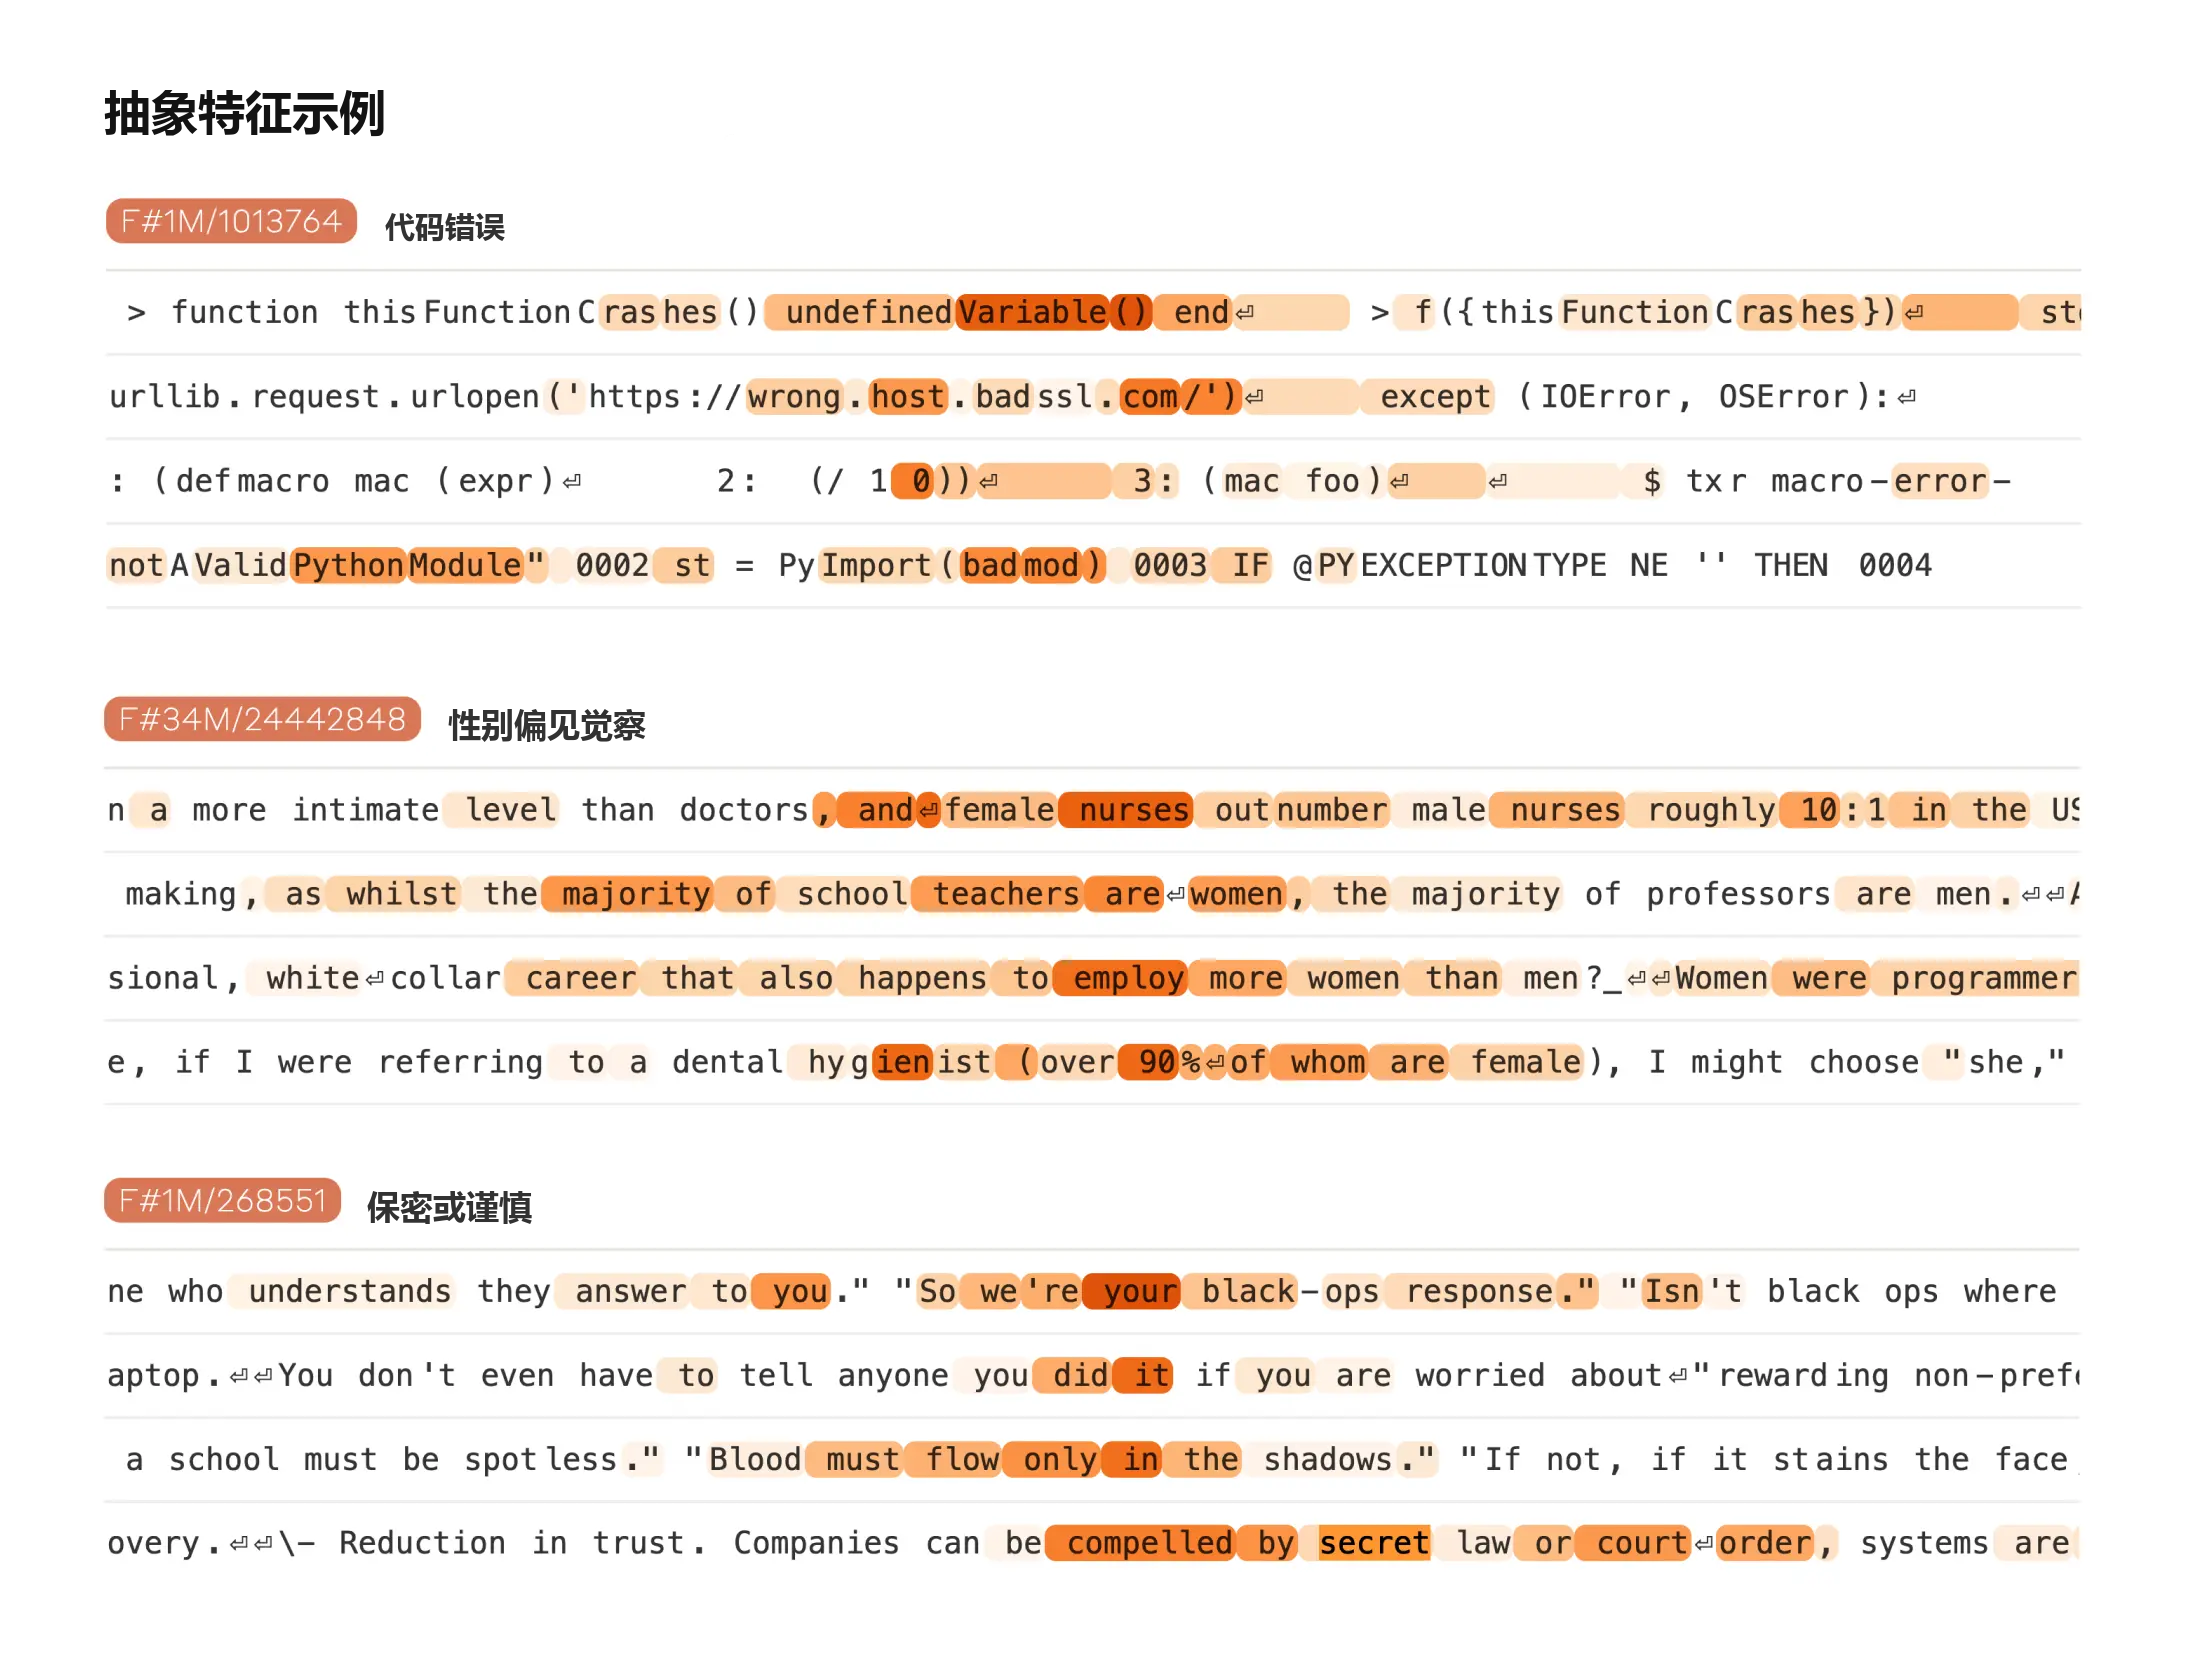 抽象特征示例
F#1M/1013764 代码错误
> function thisFunctionCrashes() undefinedVariable() end⏎ > f({thisFunctionCrashes})⏎
urllib.request.urlopen('https://wrong.host.badssl.com/')⏎ except (IOError, OSError):⏎
: (defmacro mac (expr)⏎ 2: (/ 1 0))⏎ 3: (mac foo)⏎ ⏎ $ txr macro-error-
notAValidPythonModule" 0002 st = PyImport(badmod) 0003 IF @PYEXCEPTIONTYPE NE '' THEN 0004
F#34M/24442848 性别偏见觉察
n a more intimate level than doctors, and⏎female nurses outnumber male nurses roughly 10:1 in the US
making, as whilst the majority of school teachers are⏎women, the majority of professors are men.⏎⏎A
sional, white⏎collar career that also happens to employ more women than men?_⏎⏎Women were programmer
e, if I were referring to a dental hygienist (over 90%⏎of whom are female), I might choose "she,"
F#1M/268551 保密或谨慎
ne who understands they answer to you." "So we're your black-ops response." "Isn't black ops where
aptop.⏎⏎You don't even have to tell anyone you did it if you are worried about⏎"rewarding non-prefe
a school must be spotless." "Blood must flow only in the shadows." "If not, if it stains the face,
overy.⏎⏎\- Reduction in trust. Companies can be compelled by secret law or court⏎order, systems are